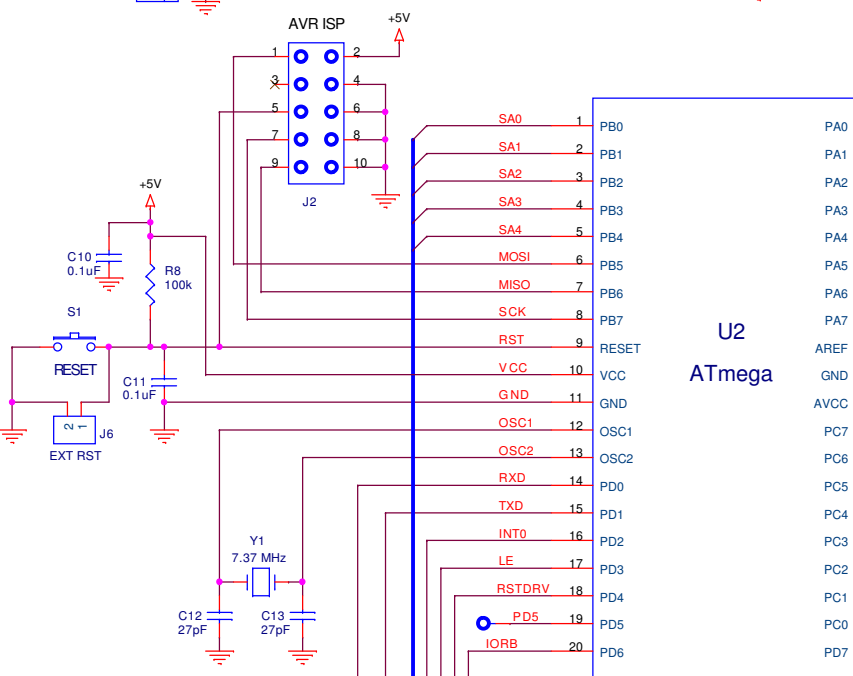 AVR ISP
+5V
1 2
3 4
5 6
7 8
9 10
J2
+5V
C10
0.1uF
R8
100k
S1
RESET
C11
0.1uF
2 1
J6
EXT RST
Y1
7.37 MHz
C12
27pF
C13
27pF
SA0 1 PB0
SA1 2 PB1
SA2 3 PB2
SA3 4 PB3
SA4 5 PB4
MOSI 6 PB5
MISO 7 PB6
SCK 8 PB7
RST 9 RESET
VCC 10 VCC
GND 11 GND
OSC1 12 OSC1
OSC2 13 OSC2
RXD 14 PD0
TXD 15 PD1
INT0 16 PD2
LE 17 PD3
RSTDRV 18 PD4
PD5 19 PD5
IORB 20 PD6
U2
ATmega
PA0
PA1
PA2
PA3
PA4
PA5
PA6
PA7
AREF
GND
AVCC
PC7
PC6
PC5
PC4
PC3
PC2
PC1
PC0
PD7